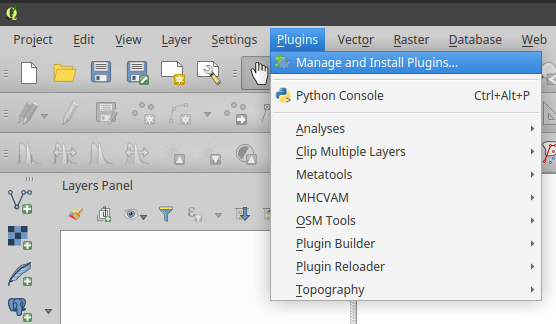 Project Edit View Layer Settings Plugins Vector Raster Database Web
Manage and Install Plugins...
Python Console Ctrl+Alt+P
Analyses
Clip Multiple Layers
Metatools
MHCVAM
OSM Tools
Plugin Builder
Plugin Reloader
Topography
Layers Panel